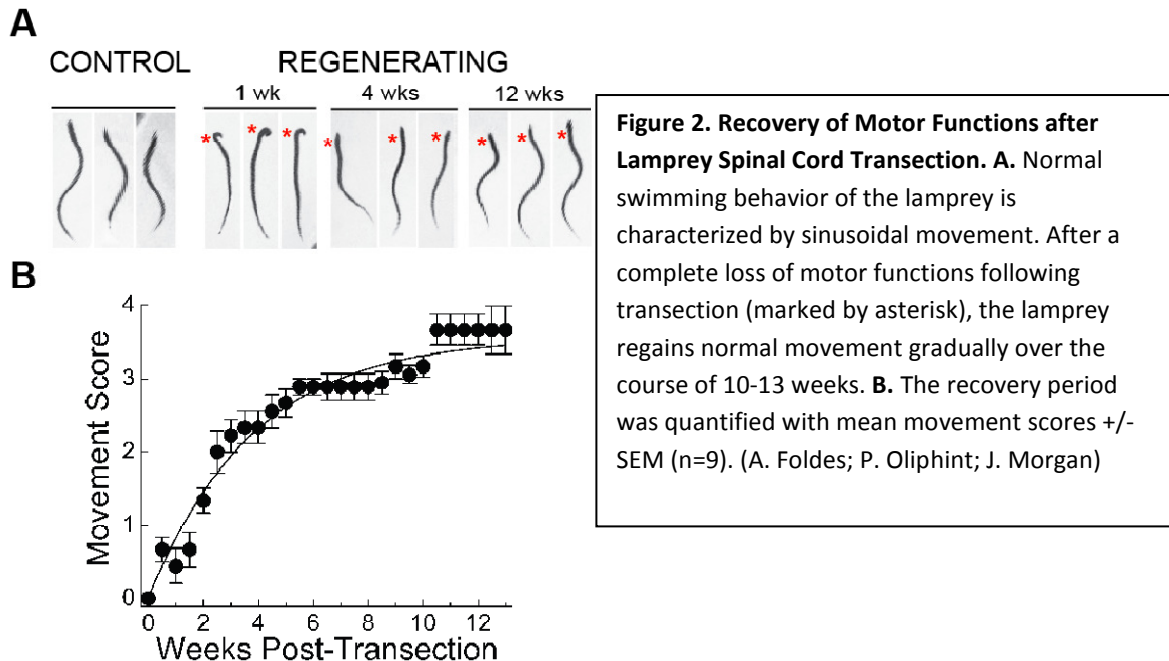 A
CONTROL REGENERATING
1 wk 4 wks 12 wks
* * * * * * * * *
Figure 2. Recovery of Motor Functions after
Lamprey Spinal Cord Transection. A. Normal
swimming behavior of the lamprey is
characterized by sinusoidal movement. After a
complete loss of motor functions following
transection (marked by asterisk), the lamprey
regains normal movement gradually over the
course of 10-13 weeks. B. The recovery period
was quantified with mean movement scores +/-
SEM (n=9). (A. Foldes; P. Oliphint; J. Morgan)
B
Movement Score
4
3
2
1
0
0 2 4 6 8 10 12
Weeks Post-Transection